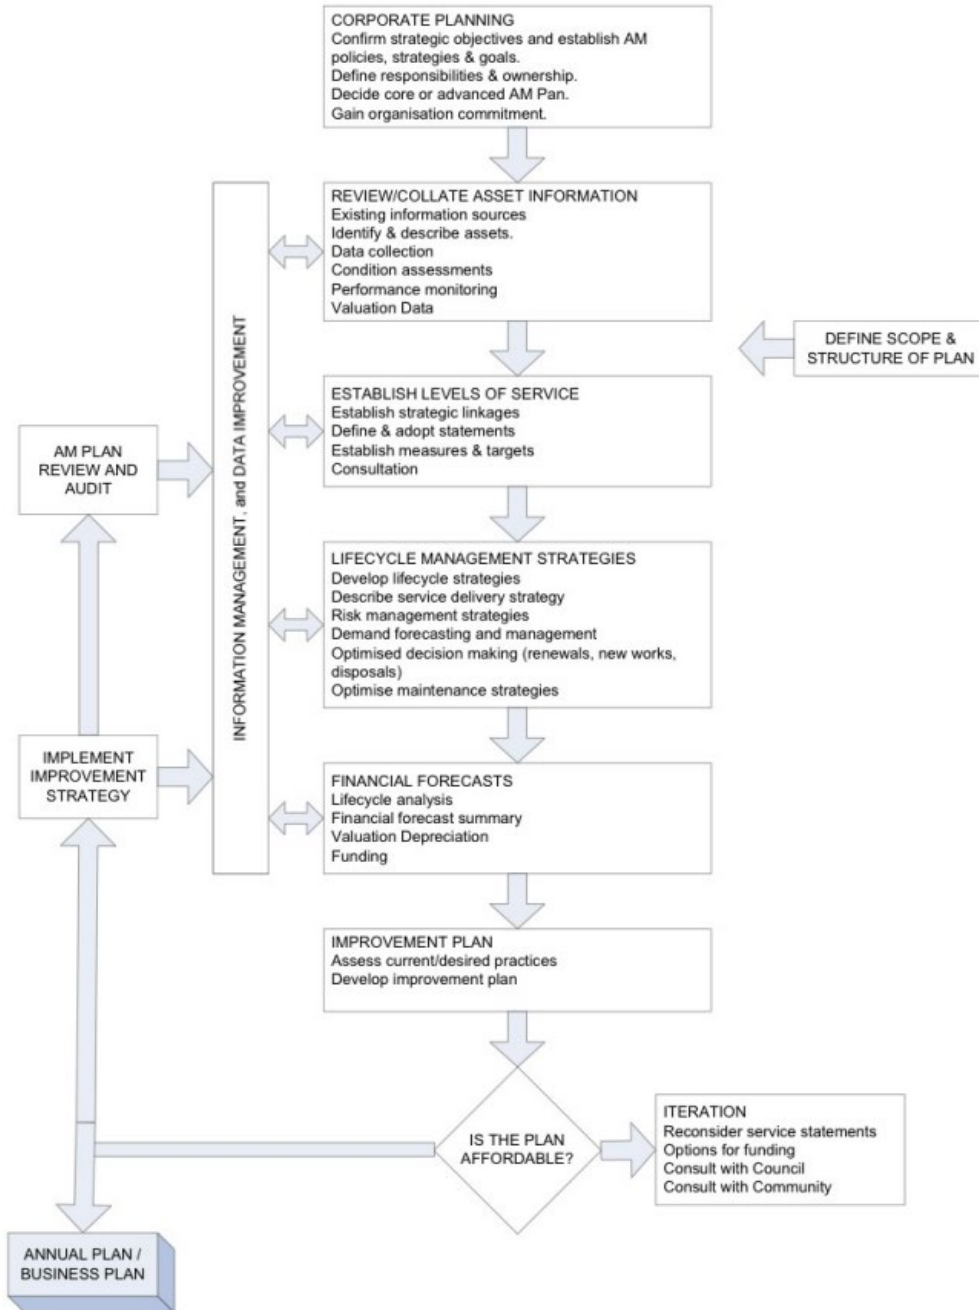 CORPORATE PLANNING
Confirm strategic objectives and establish AM
policies, strategies & goals.
Define responsibilities & ownership.
Decide core or advanced AM Pan.
Gain organisation commitment.
REVIEW/COLLATE ASSET INFORMATION
Existing information sources
Identify & describe assets.
Data collection
Condition assessments
Performance monitoring
Valuation Data
INFORMATION MANAGEMENT, and DATA IMPROVEMENT
DEFINE SCOPE &
STRUCTURE OF PLAN
ESTABLISH LEVELS OF SERVICE
Establish strategic linkages
Define & adopt statements
Establish measures & targets
Consultation
AM PLAN
REVIEW AND
AUDIT
LIFECYCLE MANAGEMENT STRATEGIES
Develop lifecycle strategies
Describe service delivery strategy
Risk management strategies
Demand forecasting and management
Optimised decision making (renewals, new works,
disposals)
Optimise maintenance strategies
IMPLEMENT
IMPROVEMENT
STRATEGY
FINANCIAL FORECASTS
Lifecycle analysis
Financial forecast summary
Valuation Depreciation
Funding
IMPROVEMENT PLAN
Assess current/desired practices
Develop improvement plan
IS THE PLAN
AFFORDABLE?
ITERATION
Reconsider service statements
Options for funding
Consult with Council
Consult with Community
ANNUAL PLAN /
BUSINESS PLAN